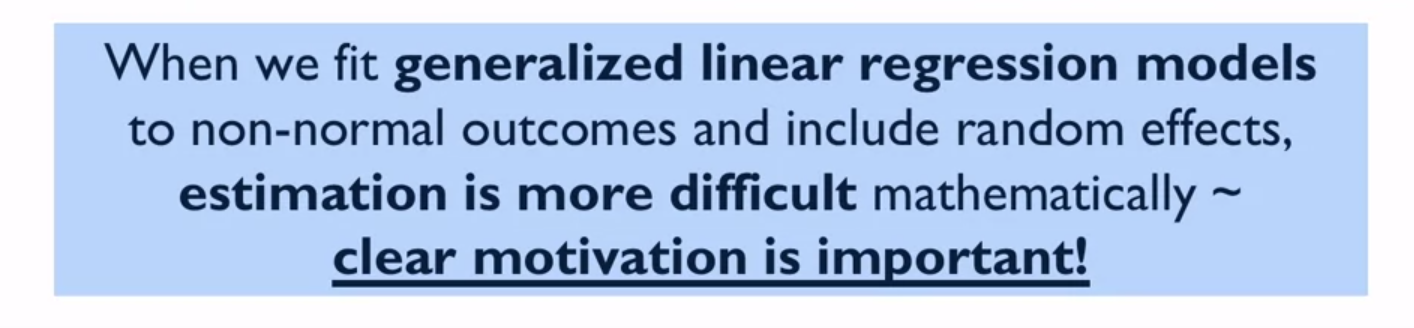 When we fit generalized linear regression models
to non-normal outcomes and include random effects,
estimation is more difficult mathematically ~
clear motivation is important!